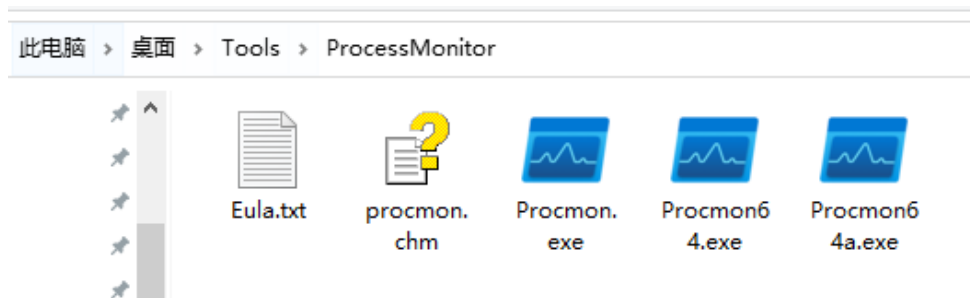 此电脑 > 桌面 > Tools > ProcessMonitor
Eula.txt
procmon.
chm
Procmon.
exe
Procmon6
4.exe
Procmon6
4a.exe